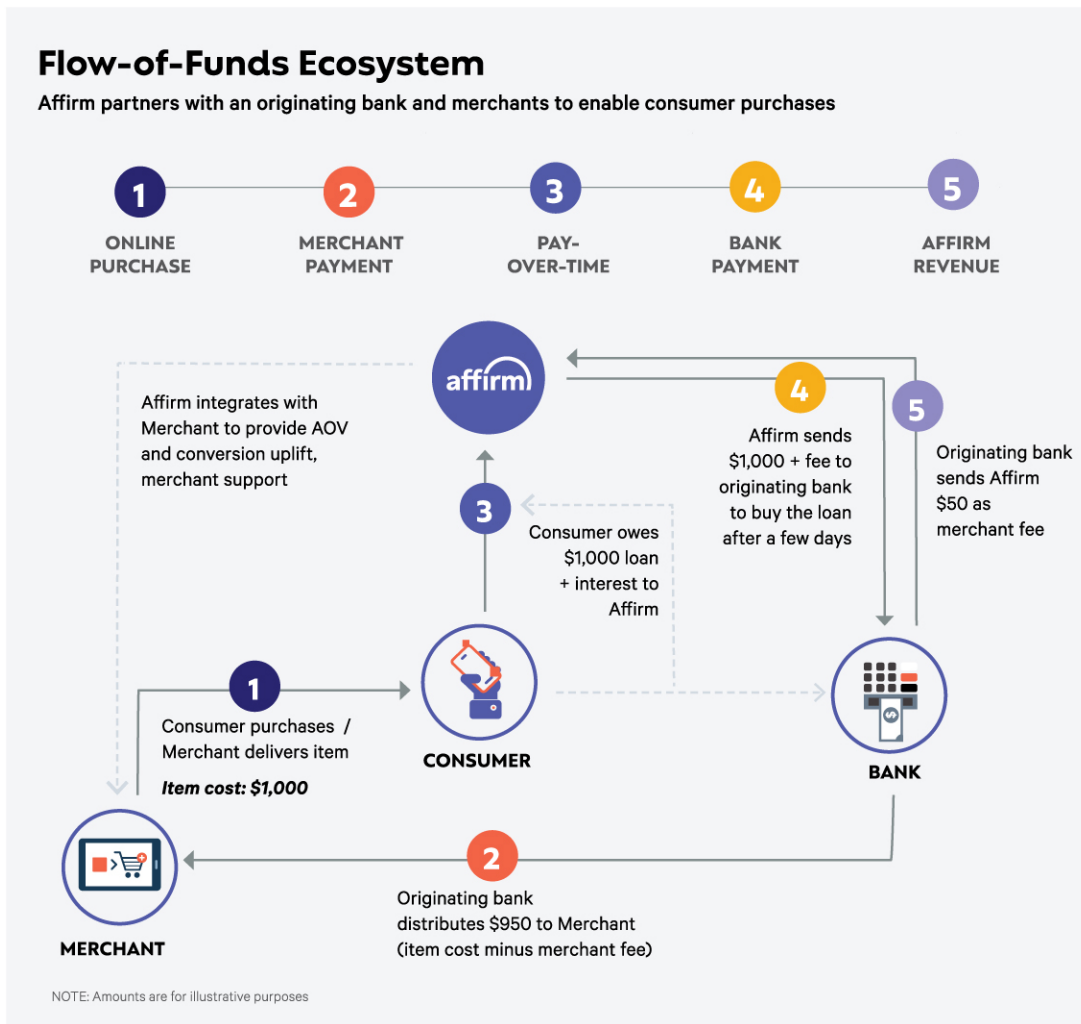 Flow-of-Funds Ecosystem
Affirm partners with an originating bank and merchants to enable consumer purchases
1
2
3
4
5
ONLINE
PURCHASE
MERCHANT
PAYMENT
PAY-
OVER-TIME
BANK
PAYMENT
AFFIRM
REVENUE
affirm
Affirm integrates with
Merchant to provide AOV
and conversion uplift,
merchant support
4
Affirm sends
$1,000 + fee to
originating bank
to buy the loan
after a few days
5
Originating bank
sends Affirm
$50 as
merchant fee
3
Consumer owes
$1,000 loan
+ interest to
Affirm
1
Consumer purchases /
Merchant delivers item
Item cost: $1,000
CONSUMER
$
BANK
MERCHANT
2
Originating bank
distributes $950 to Merchant
(item cost minus merchant fee)
NOTE: Amounts are for illustrative purposes